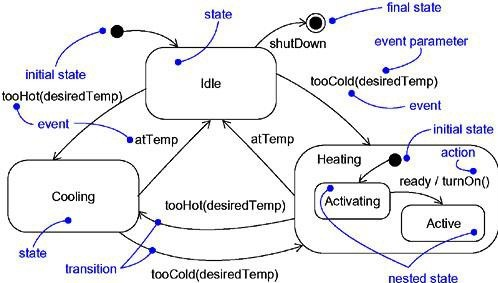 state
final state
shutDown
event parameter
initial state
Idle
tooCold(desiredTemp)
tooHot(desiredTemp)
event
event
atTemp
atTemp
initial state
Heating
action
ready / turnOn()
Cooling
tooHot(desiredTemp)
Activating
Active
state
transition
tooCold(desiredTemp)
nested state